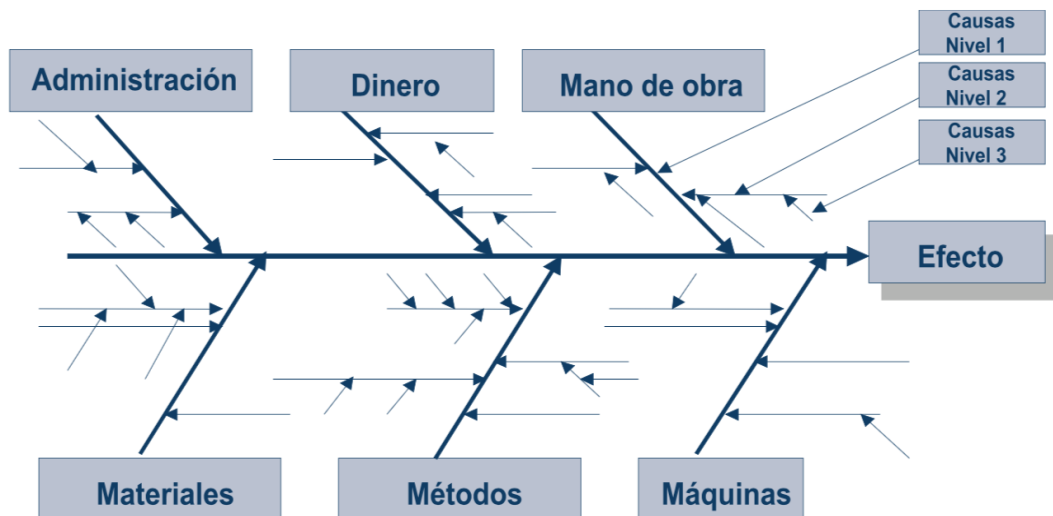 Causas
Nivel 1
Administración
Dinero
Mano de obra
Causas
Nivel 2
Causas
Nivel 3
Efecto
Materiales
Métodos
Máquinas